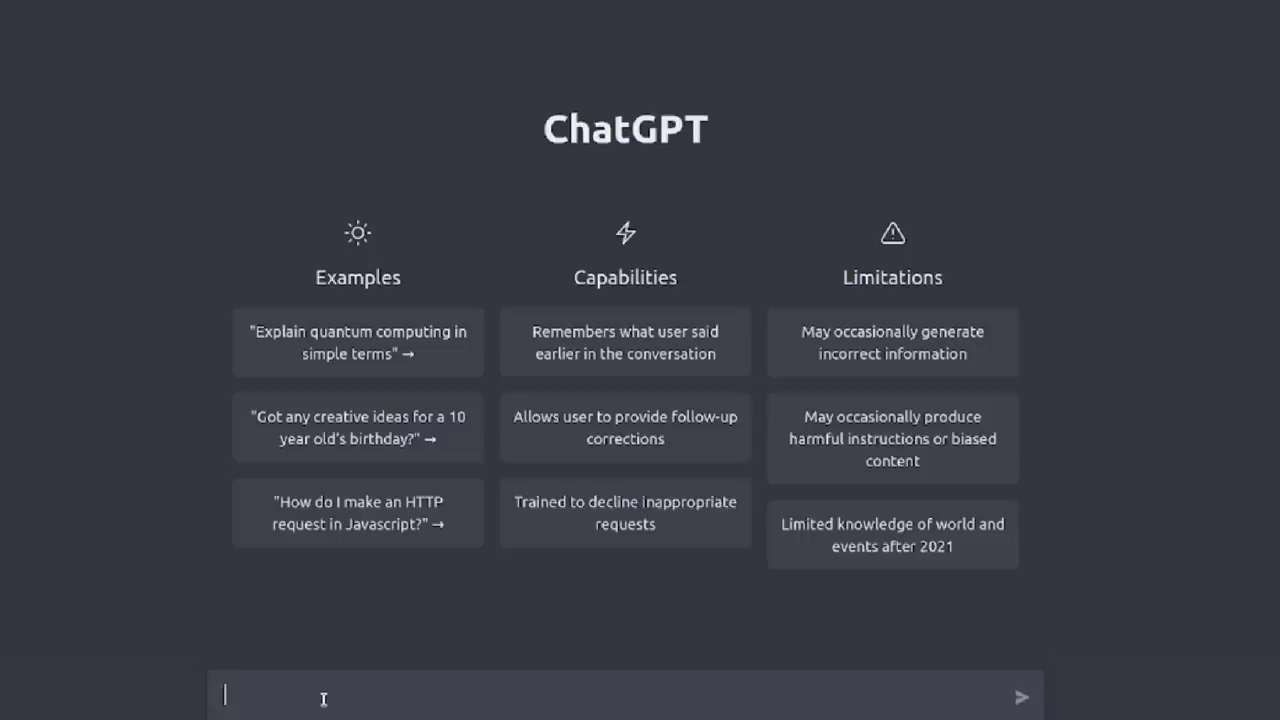 ChatGPT
Examples
"Explain quantum computing in
simple terms" →
"Got any creative ideas for a 10
year old's birthday?" →
"How do I make an HTTP
request in Javascript?" →
Capabilities
Remembers what user said
earlier in the conversation
Allows user to provide follow-up
corrections
Trained to decline inappropriate
requests
Limitations
May occasionally generate
incorrect information
May occasionally produce
harmful instructions or biased
content
Limited knowledge of world and
events after 2021